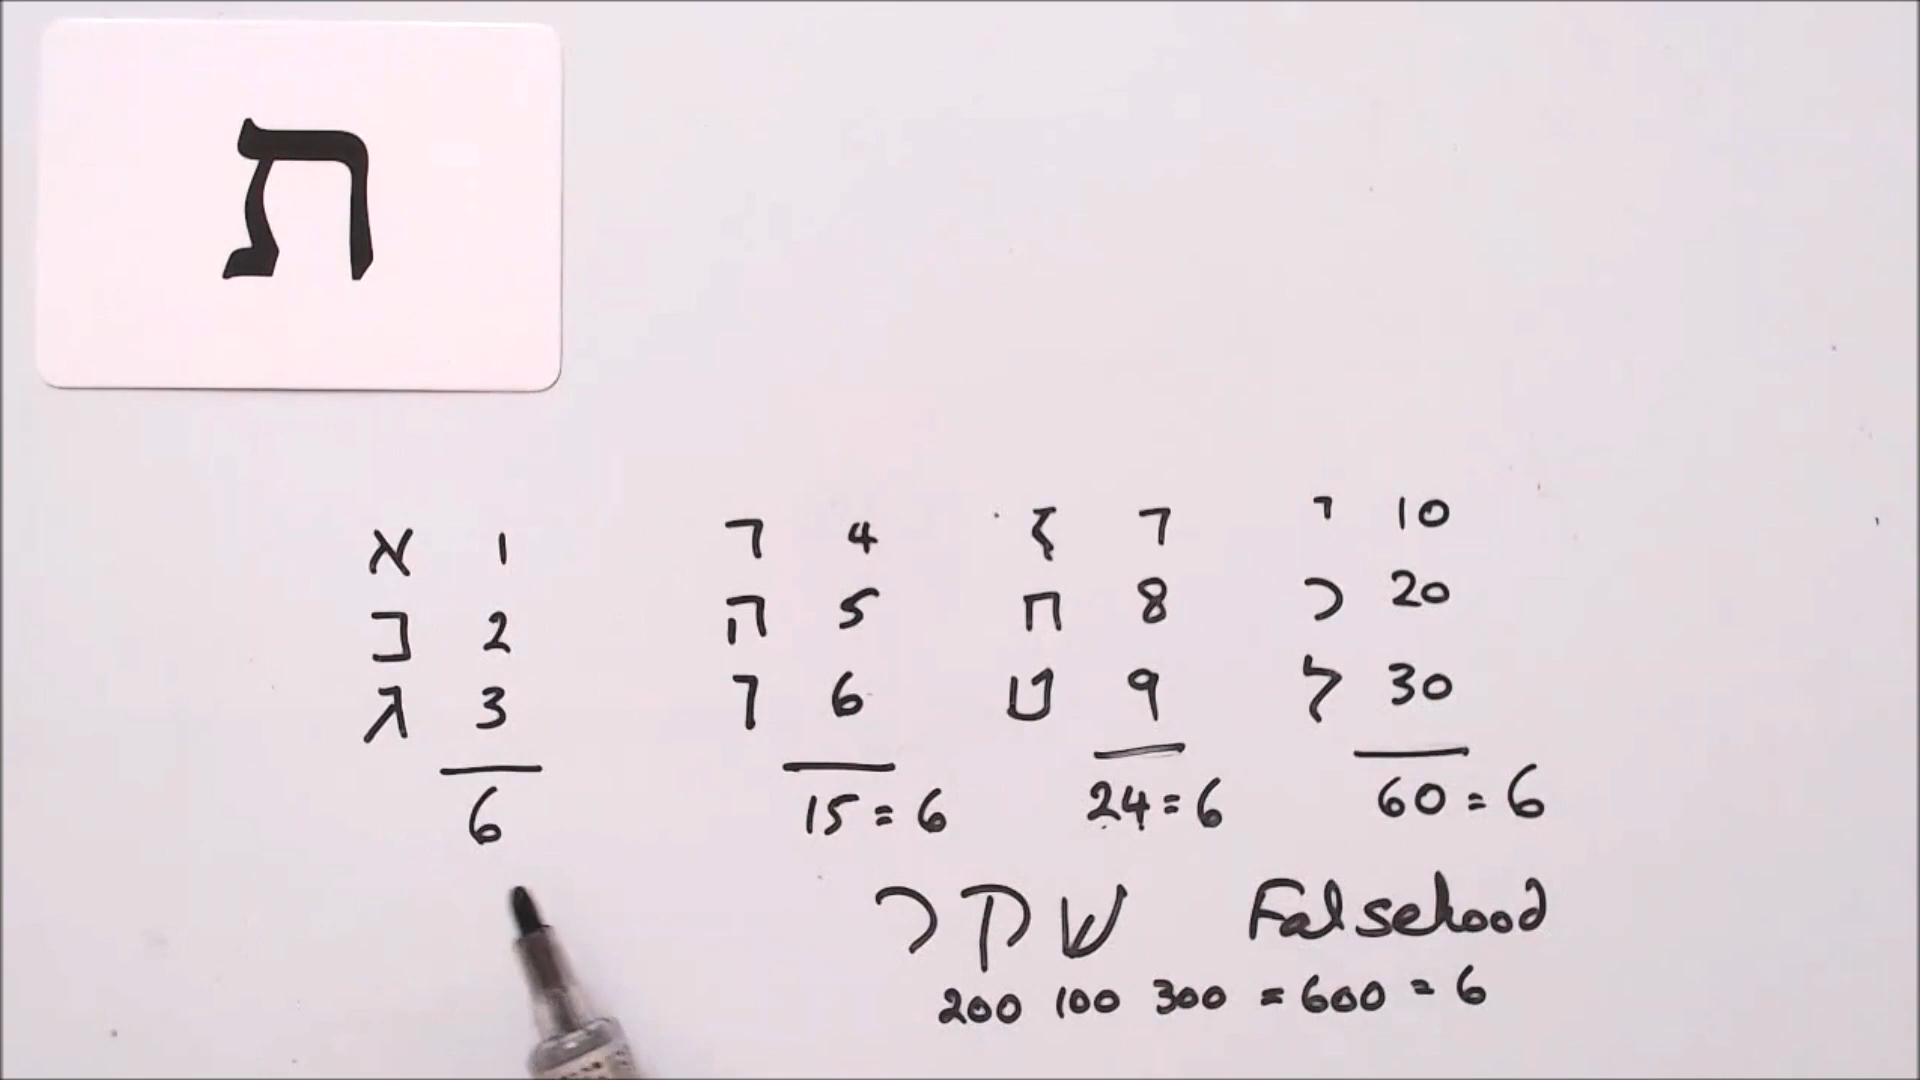 ת
א 1 ד 4 ז 7 י 10
ב 2 ה 5 ח 8 כ 20
ג 3 ו 6 ט 9 ל 30
6 15 = 6 24 = 6 60 = 6
שקר Falsehood
200 100 300 = 600 = 6